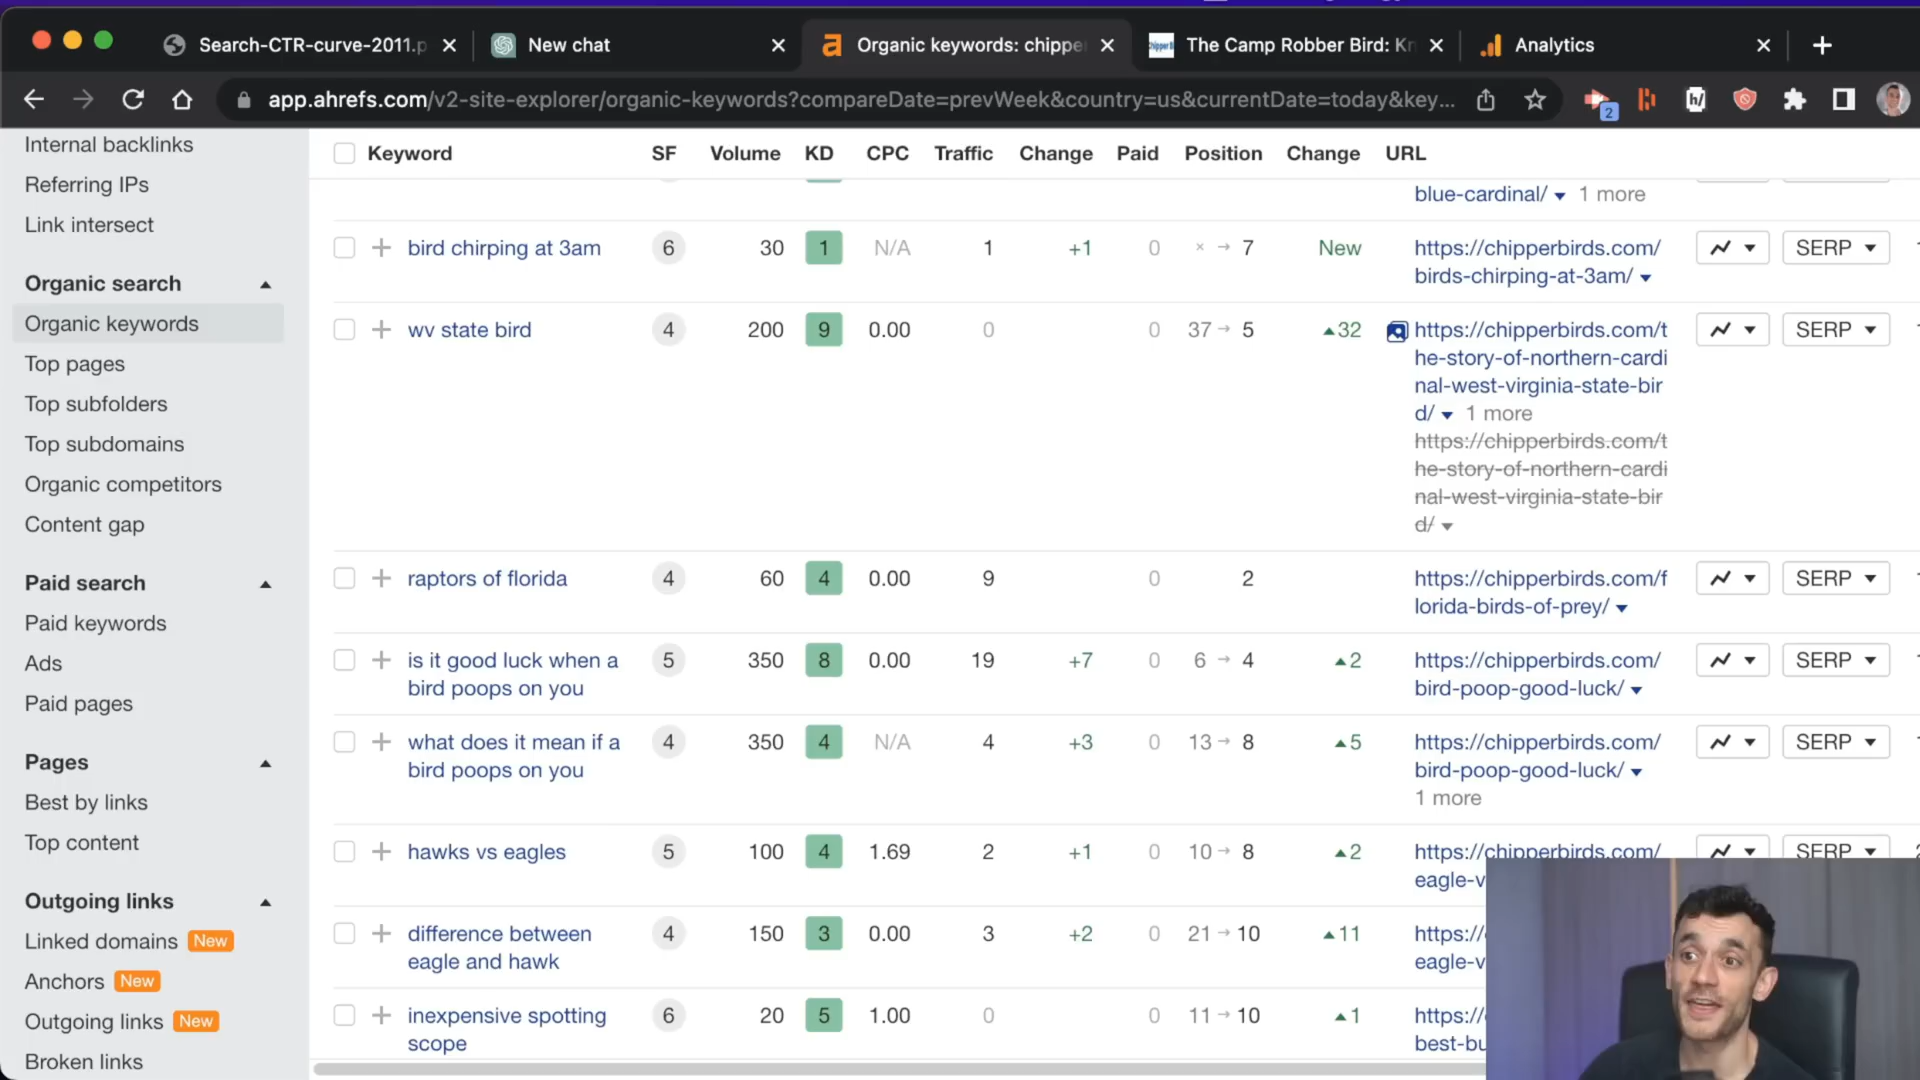 Search-CTR-curve-2011.p
New chat
Organic keywords: chippe
The Camp Robber Bird: Kr
Analytics
app.ahrefs.com/v2-site-explorer/organic-keywords?compareDate=prevWeek&country=us&currentDate=today&key...
2
Internal backlinks
Referring IPs
Link intersect
Organic search
Organic keywords
Top pages
Top subfolders
Top subdomains
Organic competitors
Content gap
Paid search
Paid keywords
Ads
Paid pages
Pages
Best by links
Top content
Outgoing links
Linked domains New
Anchors New
Outgoing links New
Broken links
Keyword SF Volume KD CPC Traffic Change Paid Position Change URL
blue-cardinal/ 1 more
bird chirping at 3am 6 30 1 N/A 1 +1 0 × → 7 New https://chipperbirds.com/ SERP
birds-chirping-at-3am/
wv state bird 4 200 9 0.00 0 0 37 → 5 ▲32 https://chipperbirds.com/t SERP
he-story-of-northern-cardi
nal-west-virginia-state-bir
d/ 1 more
https://chipperbirds.com/t
he-story-of-northern-cardi
nal-west-virginia-state-bir
d/
raptors of florida 4 60 4 0.00 9 0 2 https://chipperbirds.com/f SERP
lorida-birds-of-prey/
is it good luck when a 5 350 8 0.00 19 +7 0 6 → 4 ▲2 https://chipperbirds.com/ SERP
bird poops on you bird-poop-good-luck/
what does it mean if a 4 350 4 N/A 4 +3 0 13 → 8 ▲5 https://chipperbirds.com/ SERP
bird poops on you bird-poop-good-luck/
1 more
hawks vs eagles 5 100 4 1.69 2 +1 0 10 → 8 ▲2 https://chipperbirds.com/ SERP
eagle-v
difference between 4 150 3 0.00 3 +2 0 21 → 10 ▲11 https://
eagle and hawk eagle-v
inexpensive spotting 6 20 5 1.00 0 0 11 → 10 ▲1 https://
scope best-bu